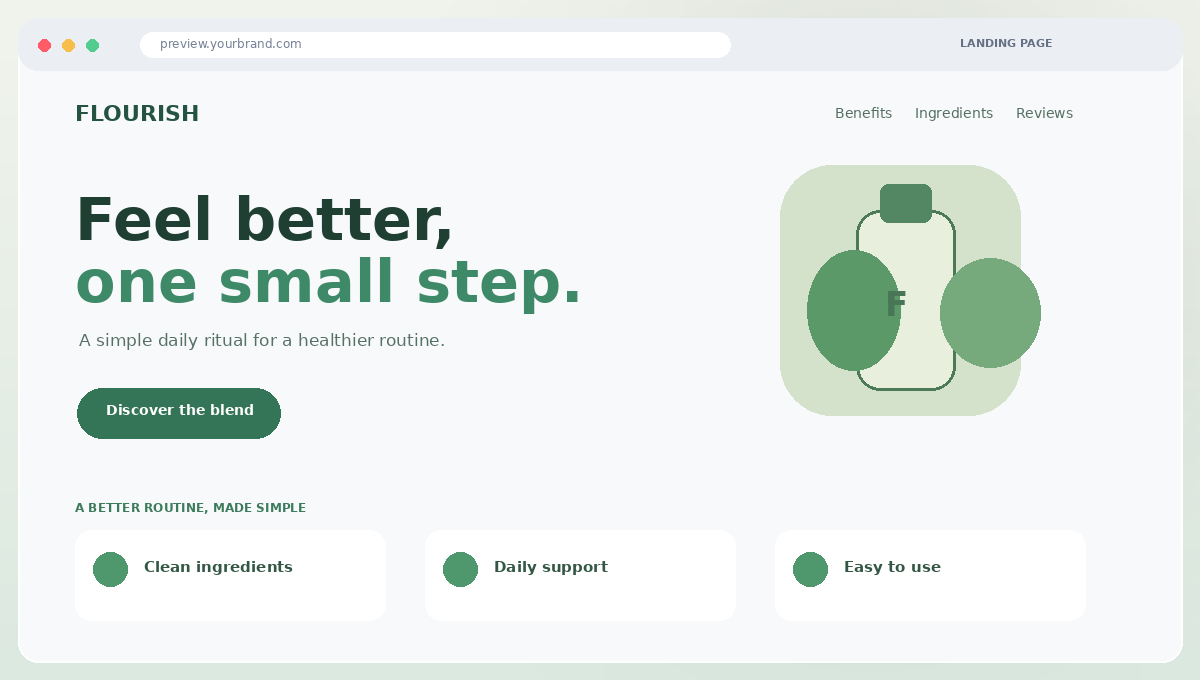 preview.yourbrand.com
LANDING PAGE
FLOURISH
Benefits Ingredients Reviews
Feel better,
one small step.
A simple daily ritual for a healthier routine.
Discover the blend
F
A BETTER ROUTINE, MADE SIMPLE
Clean ingredients
Daily support
Easy to use